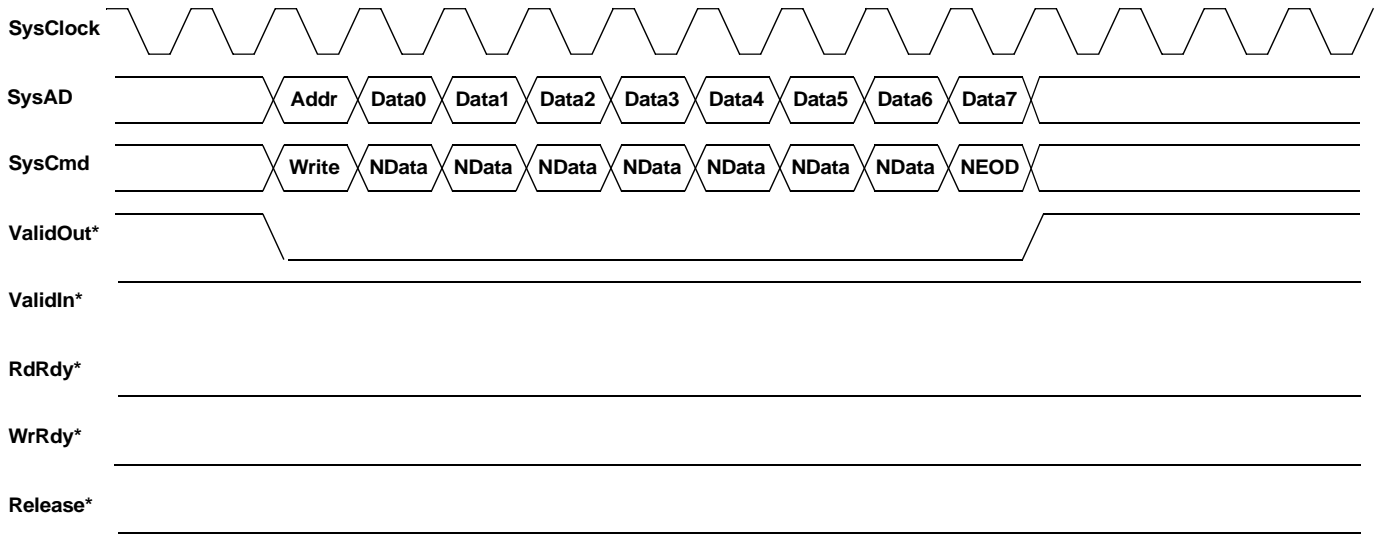 SysClock
SysAD Addr Data0 Data1 Data2 Data3 Data4 Data5 Data6 Data7
SysCmd Write NData NData NData NData NData NData NData NEOD
ValidOut*
ValidIn*
RdRdy*
WrRdy*
Release*